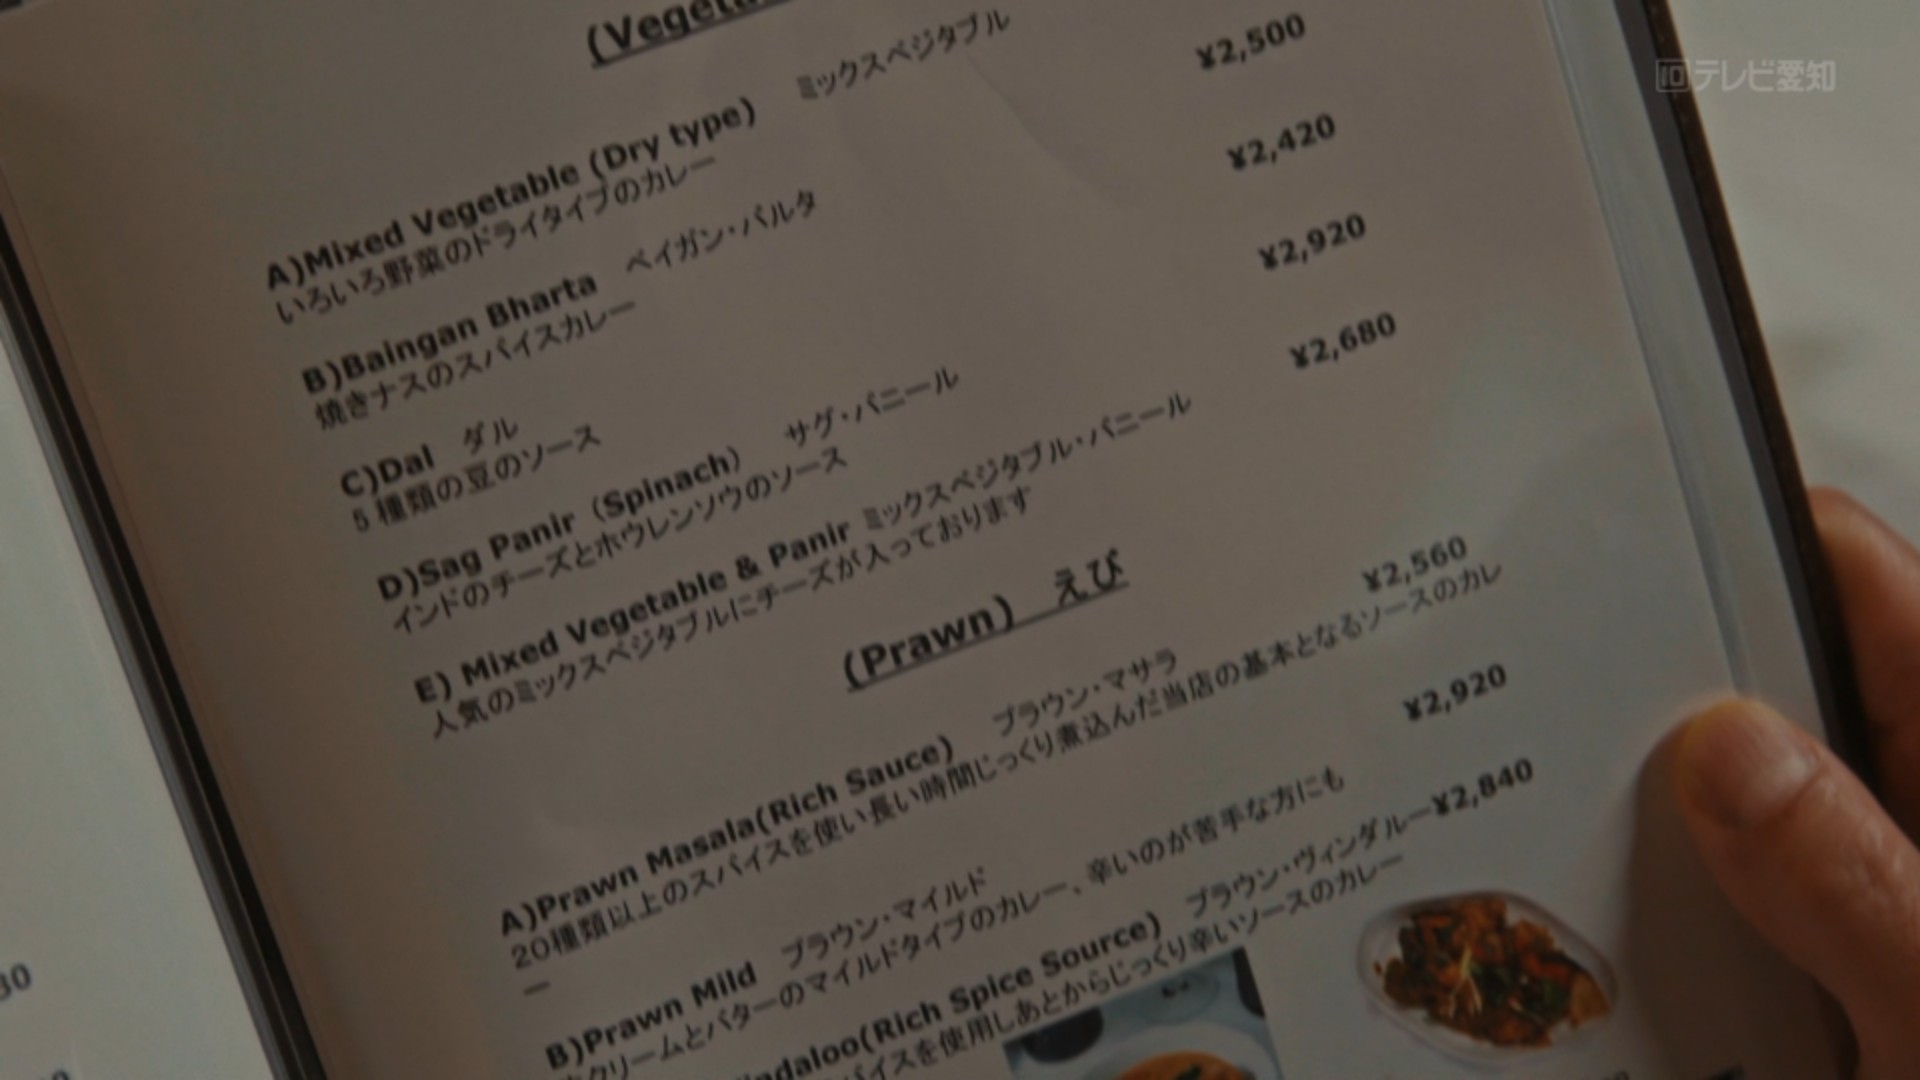 (Vegeta
A)Mixed Vegetable (Dry type) ミックスベジタブル ¥2,500
いろいろ野菜のドライタイプのカレー
B)Baingan Bharta ベイガン・バルタ ¥2,420
焼きナスのスパイスカレー
C)Dal ダル ¥2,920
5種類の豆のソース
D)Sag Panir (Spinach) サグ・パニール ¥2,680
インドのチーズとホウレンソウのソース
E) Mixed Vegetable & Panir ミックスベジタブル・パニール
人気のミックスベジタブルにチーズが入っております
(Prawn) えび
A)Prawn Masala(Rich Sauce) プラウン・マサラ ¥2,560
20種類以上のスパイスを使い長い時間じっくり煮込んだ当店の基本となるソースのカレ
ー
B)Prawn Mild プラウン・マイルド ¥2,920
クリームとバターのマイルドタイプのカレー、辛いのが苦手な方にも
ndaloo(Rich Spice Source) プラウン・ヴィンダルー¥2,840
パイスを使用しあとからじっくり辛いソースのカレー
30
テレビ愛知